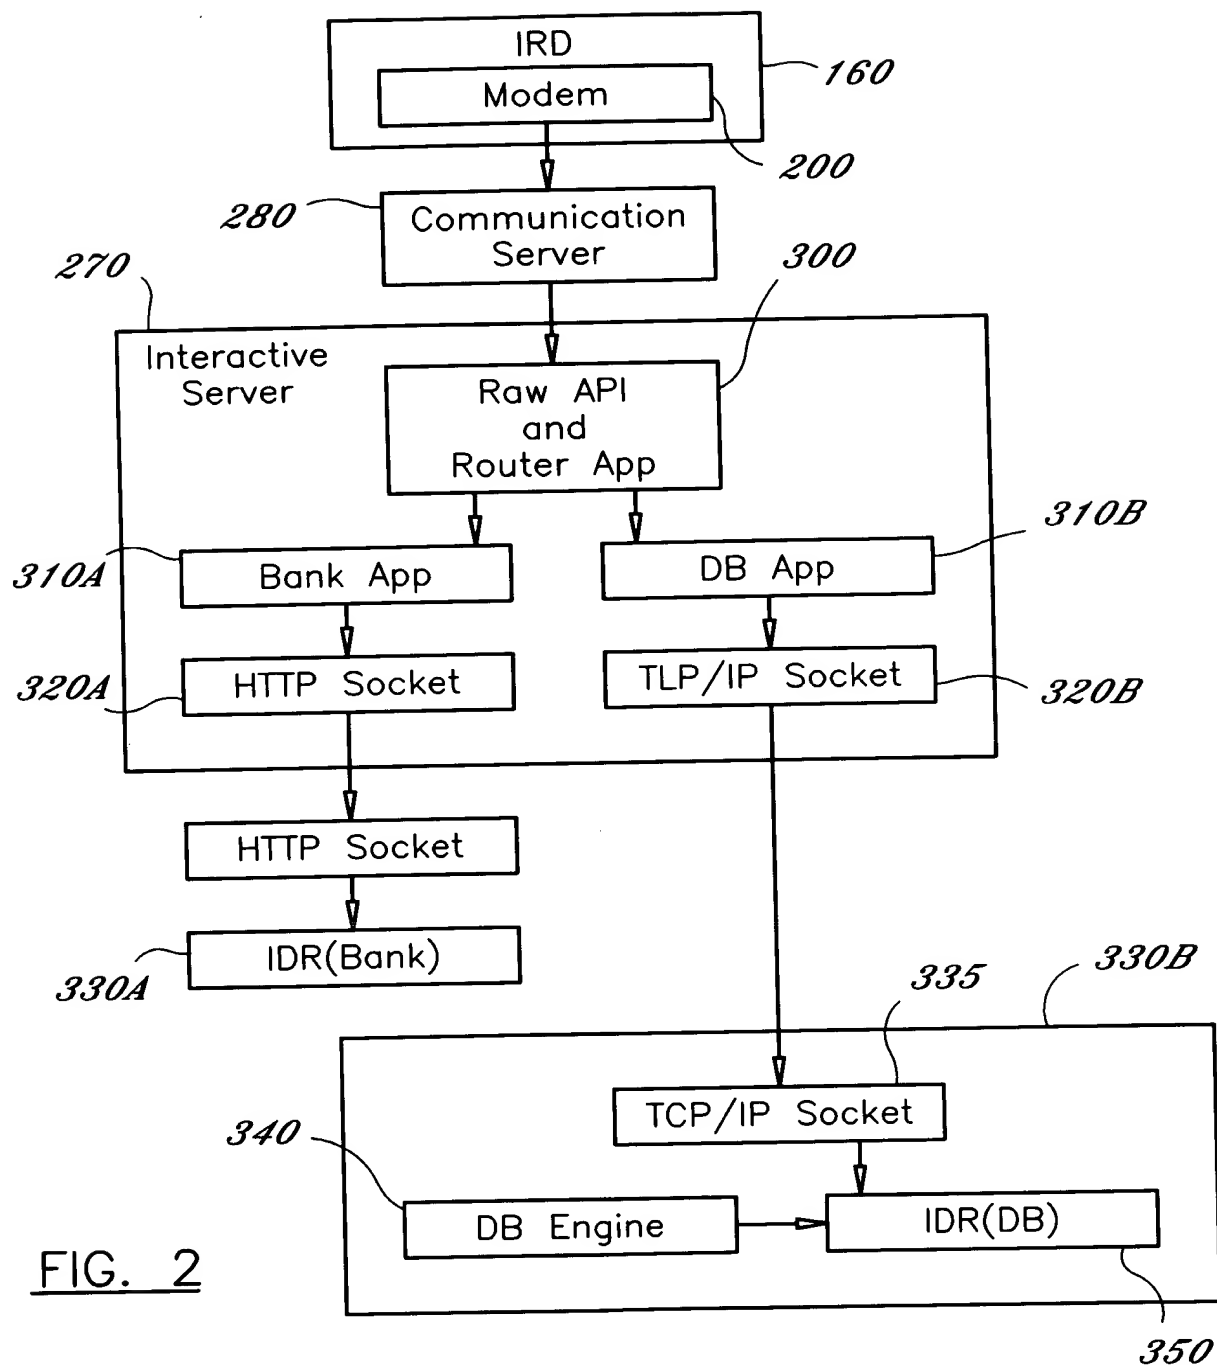 IRD
160
Modem
200
280
Communication
Server
300
270
Interactive
Server
Raw API
and
Router App
310B
310A
Bank App
DB App
320A
HTTP Socket
TLP/IP Socket
320B
HTTP Socket
IDR(Bank)
330A
335
330B
TCP/IP Socket
340
DB Engine
IDR(DB)
FIG. 2
350